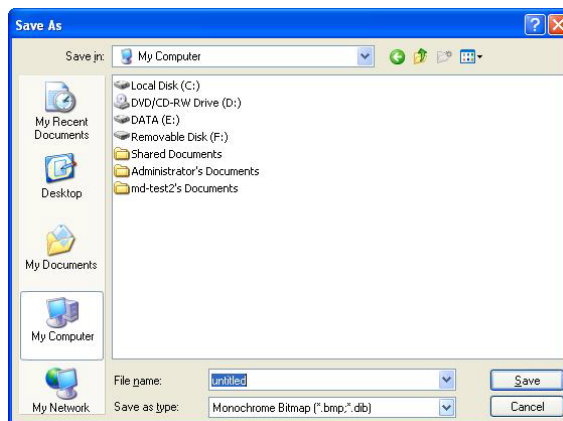 Save As
Save in: My Computer
My Recent Documents
Desktop
My Documents
My Computer
My Network
Local Disk (C:)
DVD/CD-RW Drive (D:)
DATA (E:)
Removable Disk (F:)
Shared Documents
Administrator's Documents
md-test2's Documents
File name: untitled
Save
Save as type: Monochrome Bitmap (*.bmp;*.dib)
Cancel